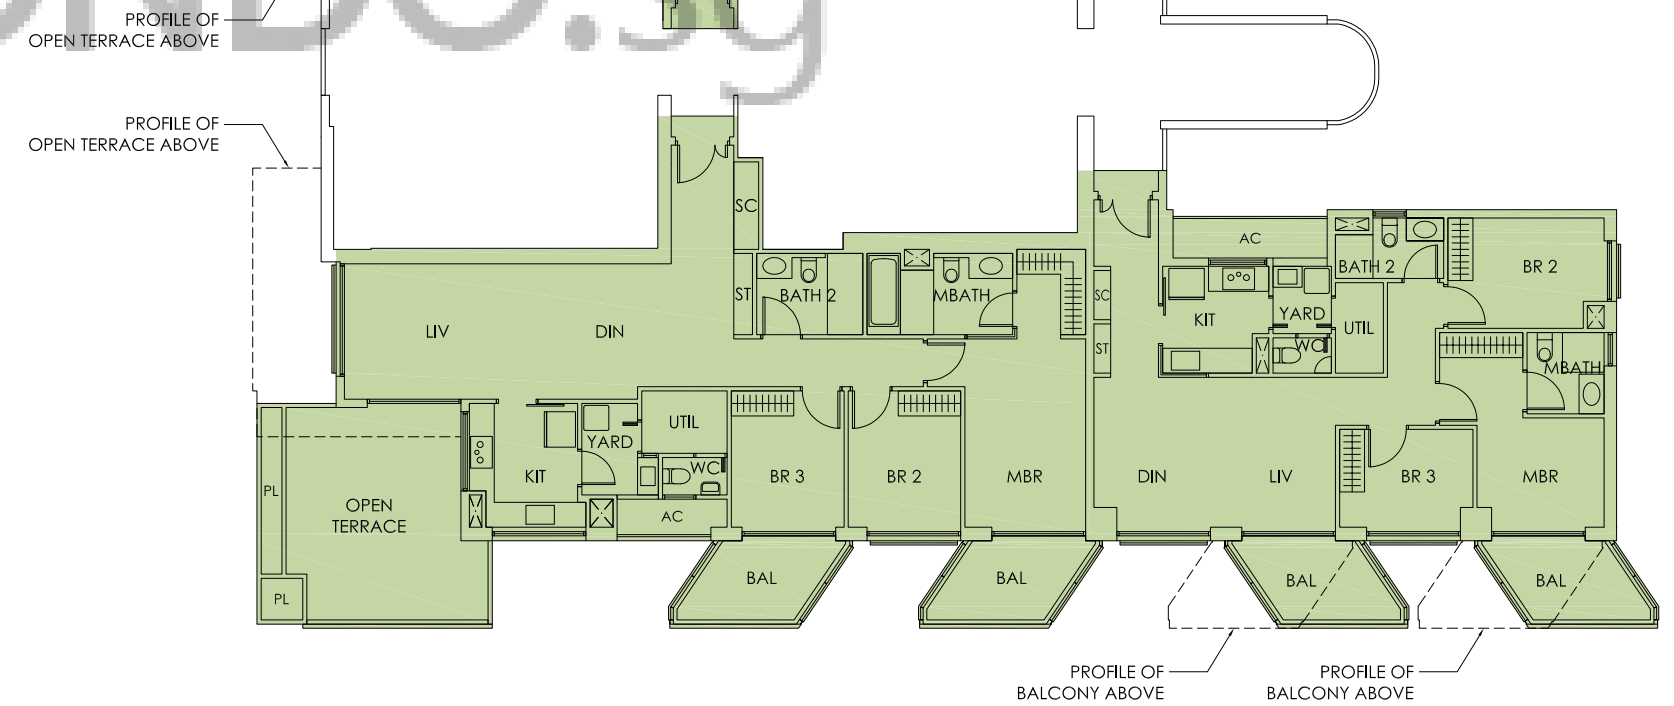 PROFILE OF
OPEN TERRACE ABOVE
PROFILE OF
OPEN TERRACE ABOVE
SC
ST
BATH 2
MBATH
LIV
DIN
UTIL
YARD
WC
KIT
AC
BR 3
BR 2
MBR
PL
OPEN
TERRACE
PL
BAL
BAL
AC
SC
ST
KIT
YARD
WC
UTIL
BATH 2
BR 2
MBATH
DIN
LIV
BR 3
MBR
BAL
BAL
PROFILE OF
BALCONY ABOVE
PROFILE OF
BALCONY ABOVE